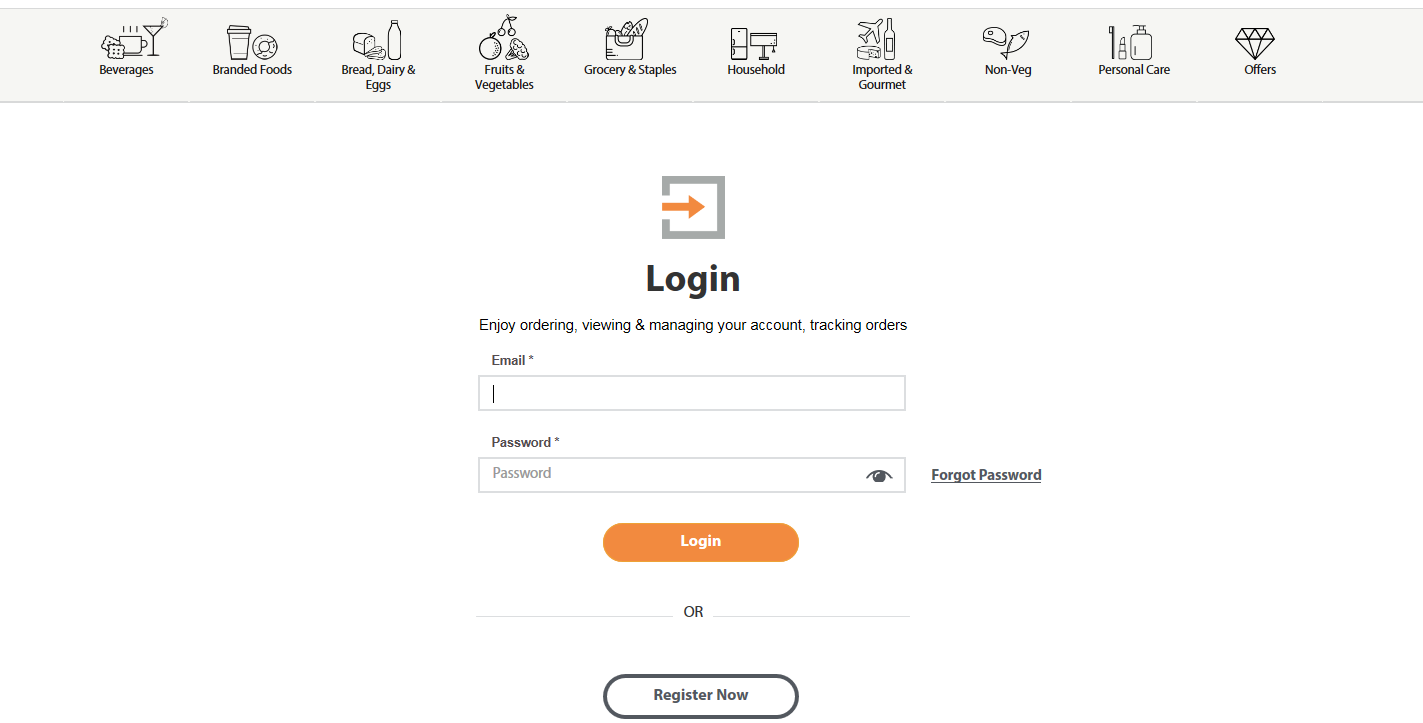 Beverages
Branded Foods
Bread, Dairy &
Eggs
Fruits &
Vegetables
Grocery & Staples
Household
Imported &
Gourmet
Non-Veg
Personal Care
Offers
Login
Enjoy ordering, viewing & managing your account, tracking orders
Email *
Password *
Password
Forgot Password
Login
OR
Register Now